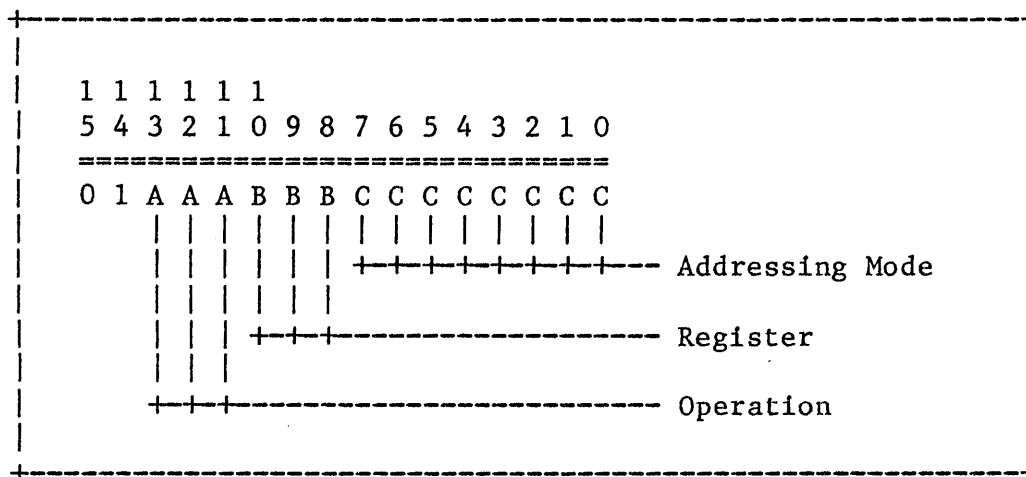 1 1 1 1 1 1
5 4 3 2 1 0 9 8 7 6 5 4 3 2 1 0
===============================
0 1 A A A B B B C C C C C C C C
Addressing Mode
Register
Operation